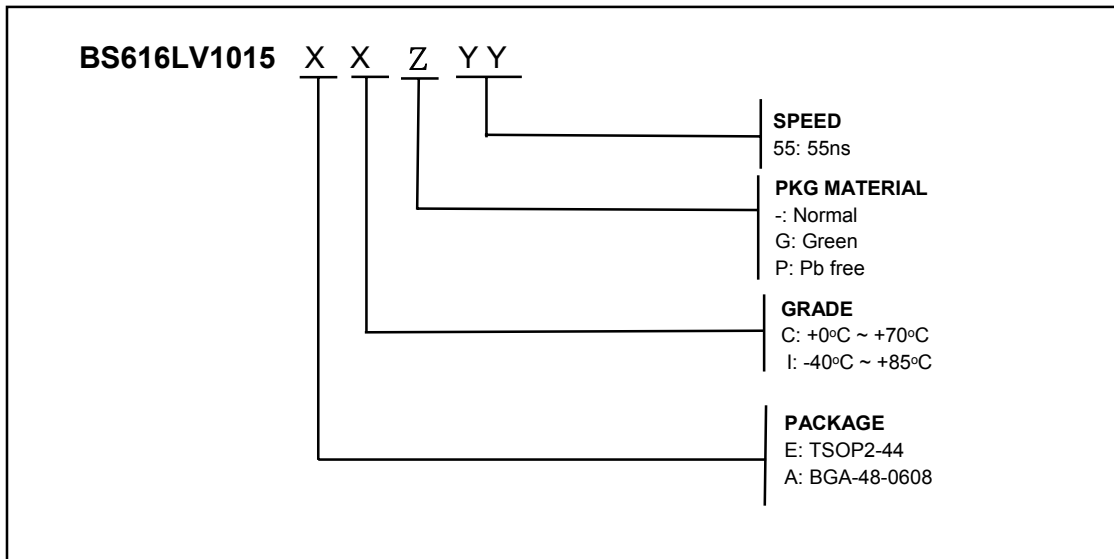 BS616LV1015 X X Z Y Y
SPEED
55: 55ns
PKG MATERIAL
-: Normal
G: Green
P: Pb free
GRADE
C: +0oC ~ +70oC
I: -40oC ~ +85oC
PACKAGE
E: TSOP2-44
A: BGA-48-0608